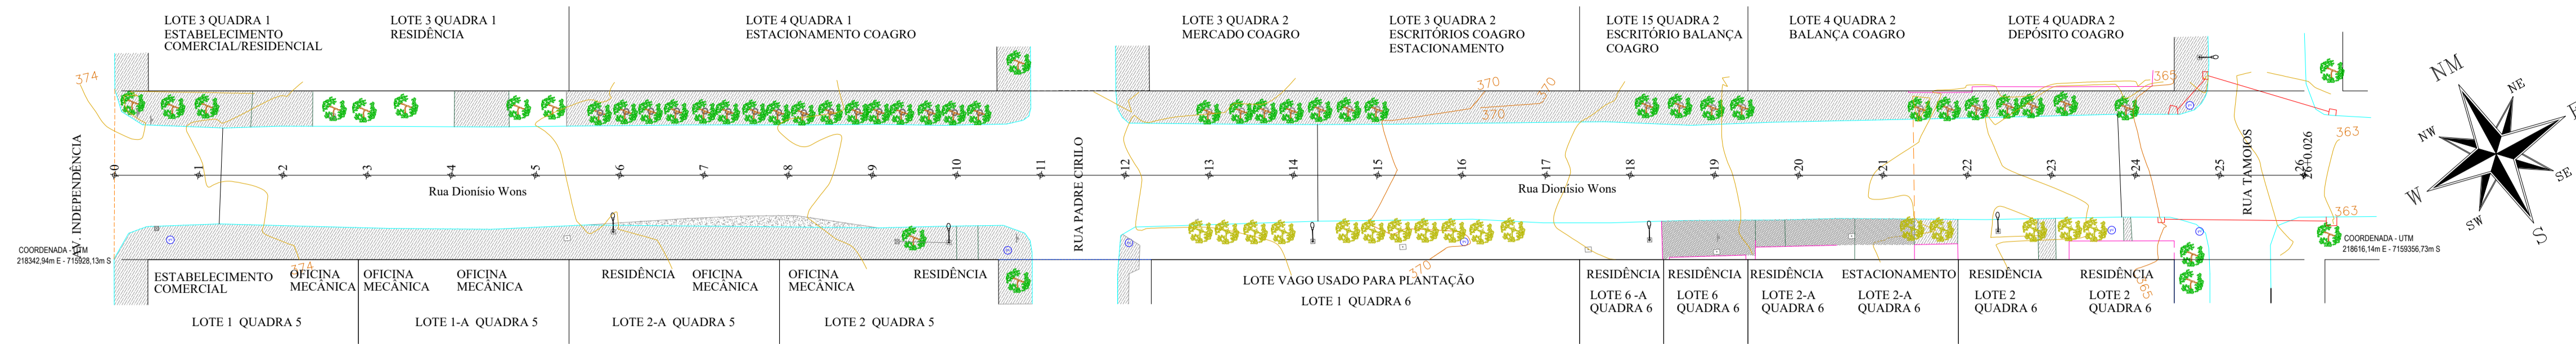 LOTE 3 QUADRA 1
ESTABELECIMENTO
COMERCIAL/RESIDENCIAL
LOTE 3 QUADRA 1
RESIDÊNCIA
LOTE 4 QUADRA 1
ESTACIONAMENTO COAGRO
LOTE 3 QUADRA 2
MERCADO COAGRO
LOTE 3 QUADRA 2
ESCRITÓRIOS COAGRO
ESTACIONAMENTO
LOTE 15 QUADRA 2
ESCRITÓRIO BALANÇA
COAGRO
LOTE 4 QUADRA 2
BALANÇA COAGRO
LOTE 4 QUADRA 2
DEPÓSITO COAGRO
374
370
370
370
365
363
NM
NE
NW
SE
W
SW
S
AV. INDEPENDÊNCIA
0
1
2
3
4
5
6
7
8
9
10
11
12
13
14
15
16
17
18
19
20
21
22
23
24
25
26
26+0.026
Rua Dionísio Wons
RUA PADRE CIRILO
Rua Dionísio Wons
RUA TAMOIOS
363
COORDENADA - UTM
218342,94m E - 715928,13m S
COORDENADA - UTM
218616,14m E - 7159356,73m S
374
370
365
ESTABELECIMENTO
COMERCIAL
OFICINA
MECÂNICA
OFICINA
MECÂNICA
OFICINA
MECÂNICA
RESIDÊNCIA
OFICINA
MECÂNICA
OFICINA
MECÂNICA
RESIDÊNCIA
LOTE VAGO USADO PARA PLANTAÇÃO
LOTE 1 QUADRA 6
RESIDÊNCIA
LOTE 6 -A
QUADRA 6
RESIDÊNCIA
LOTE 6
QUADRA 6
RESIDÊNCIA
LOTE 2-A
QUADRA 6
ESTACIONAMENTO
LOTE 2-A
QUADRA 6
RESIDÊNCIA
LOTE 2
QUADRA 6
RESIDÊNCIA
LOTE 2
QUADRA 6
LOTE 1 QUADRA 5
LOTE 1-A QUADRA 5
LOTE 2-A QUADRA 5
LOTE 2 QUADRA 5